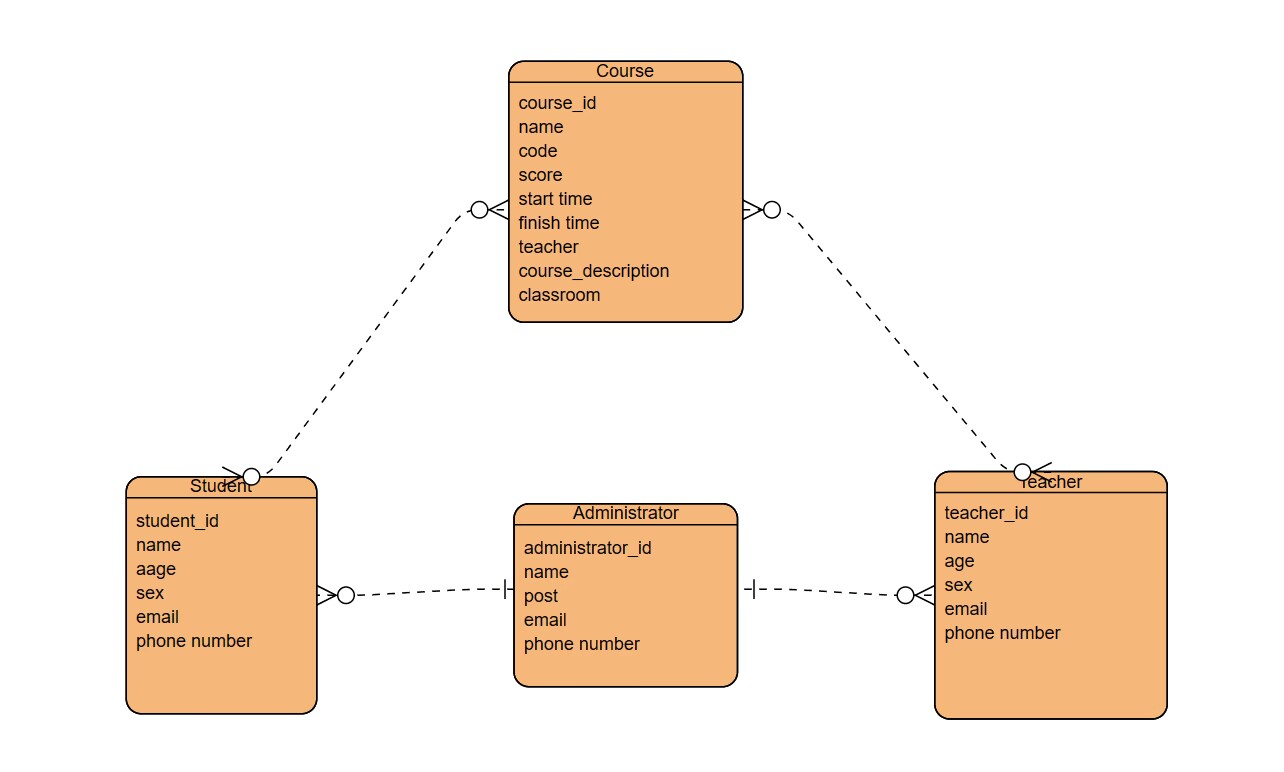 Course
course_id
name
code
score
start time
finish time
teacher
course_description
classroom
Student
student_id
name
aage
sex
email
phone number
Administrator
administrator_id
name
post
email
phone number
Teacher
teacher_id
name
age
sex
email
phone number